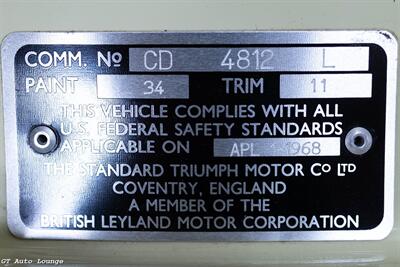 COMM. No CD 4812 L
PAINT 34 TRIM 11
THIS VEHICLE COMPLIES WITH ALL
U.S. FEDERAL SAFETY STANDARDS
APPLICABLE ON APL 1 1968
THE STANDARD TRIUMPH MOTOR Co LTD
COVENTRY, ENGLAND
A MEMBER OF THE
BRITISH LEYLAND MOTOR CORPORATION
GT Auto Lounge